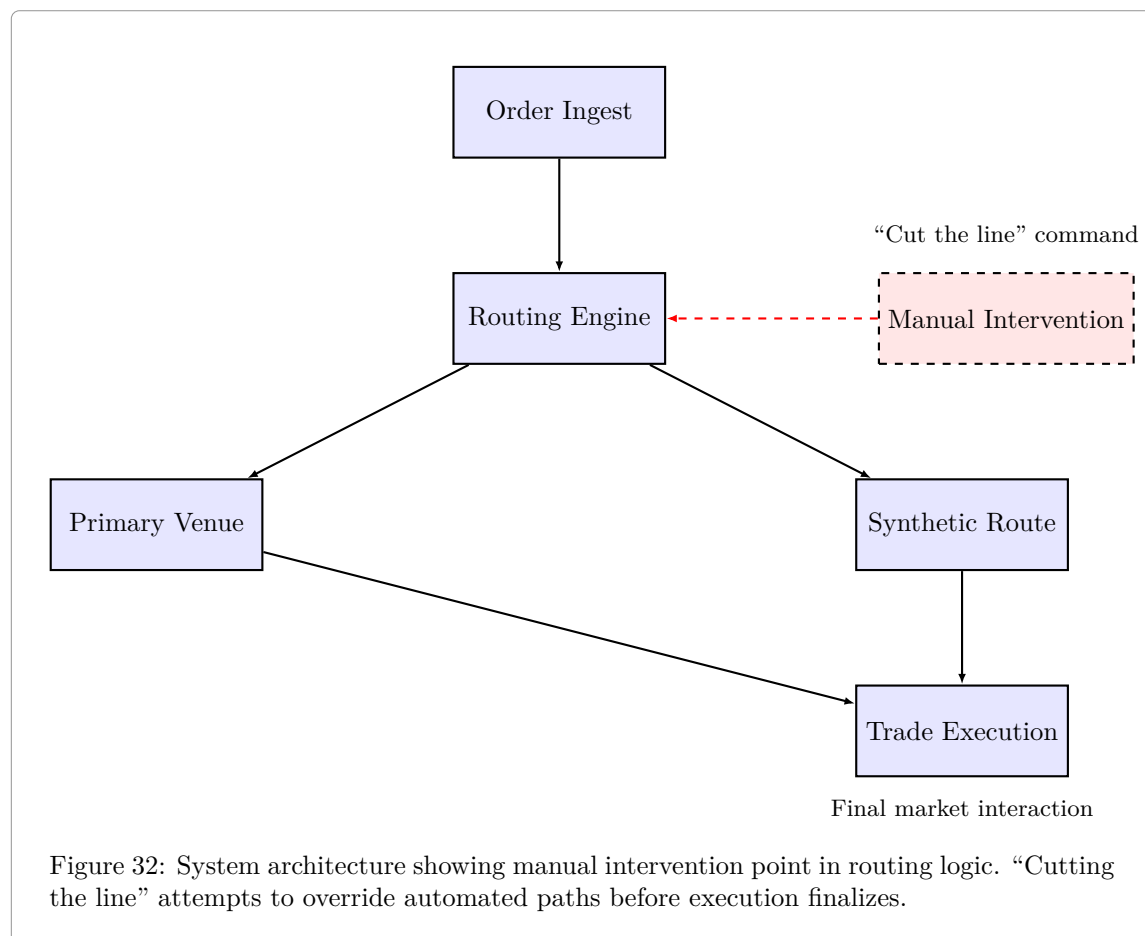 Order Ingest
“Cut the line” command
Routing Engine
Manual Intervention
Primary Venue
Synthetic Route
Trade Execution
Final market interaction
Figure 32: System architecture showing manual intervention point in routing logic. “Cutting
the line” attempts to override automated paths before execution finalizes.